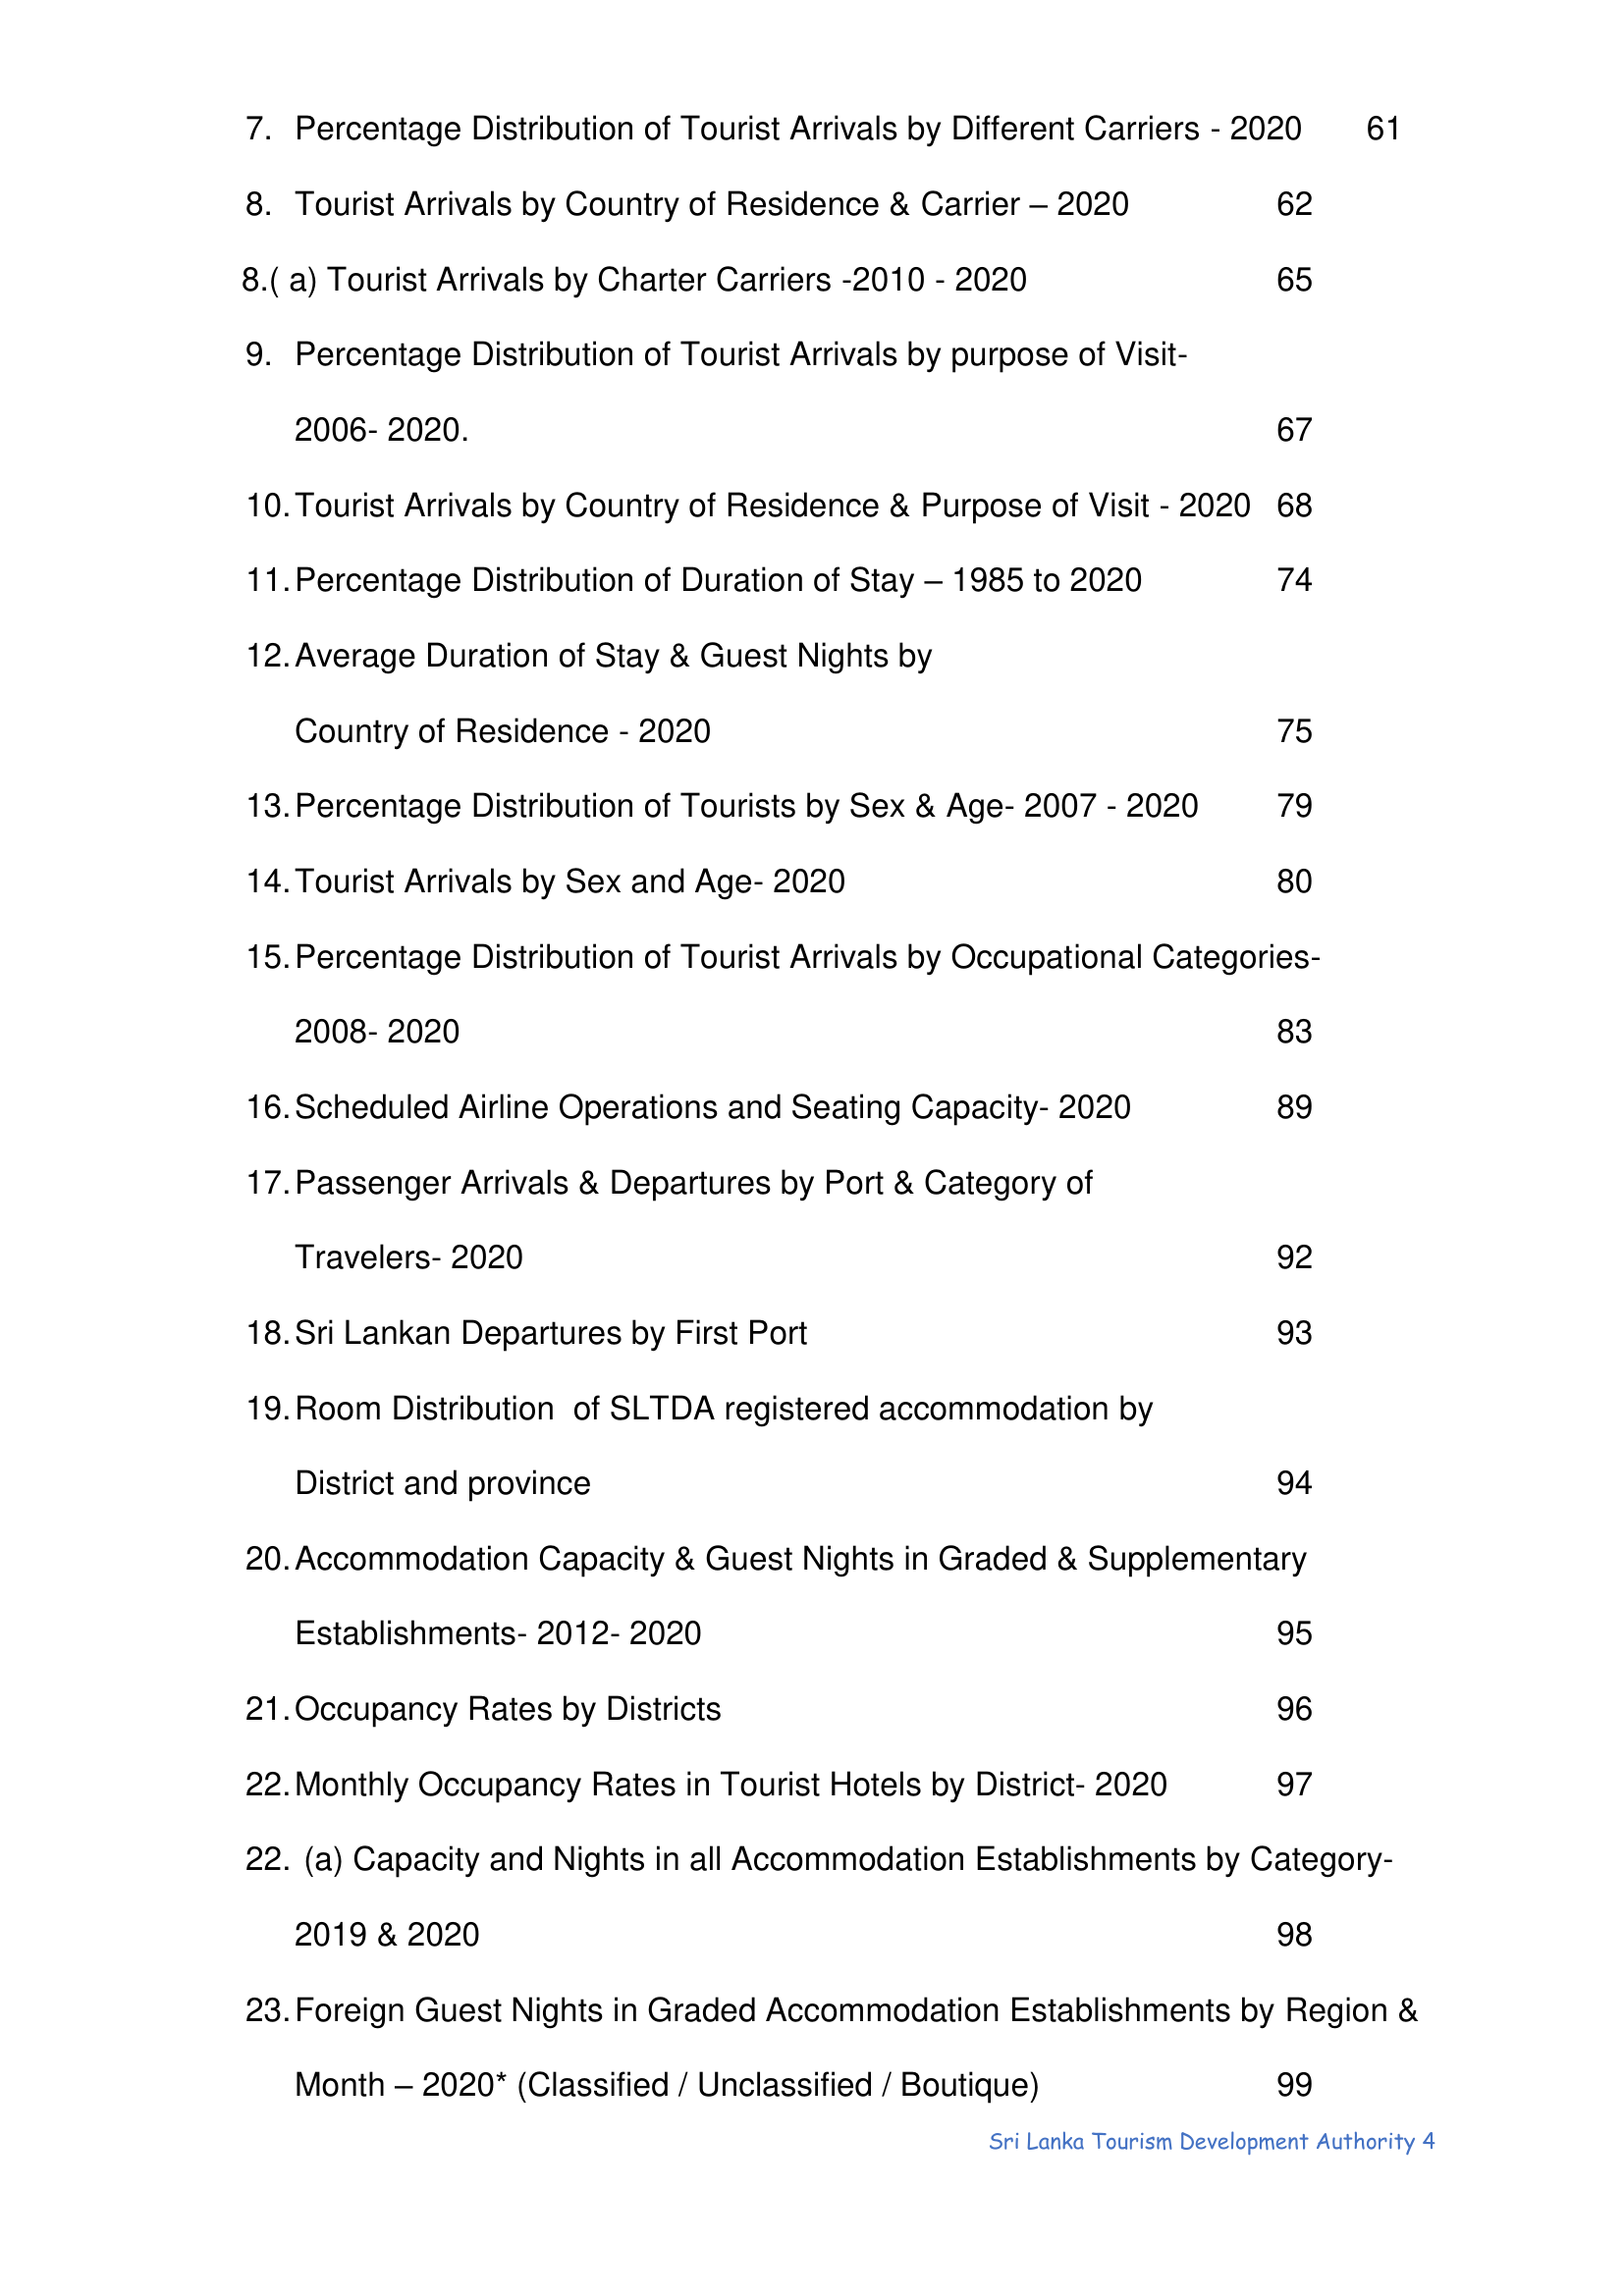 7. Percentage Distribution of Tourist Arrivals by Different Carriers - 2020 61
8. Tourist Arrivals by Country of Residence & Carrier – 2020 62
8.( a) Tourist Arrivals by Charter Carriers -2010 - 2020 65
9. Percentage Distribution of Tourist Arrivals by purpose of Visit-
2006- 2020. 67
10. Tourist Arrivals by Country of Residence & Purpose of Visit - 2020 68
11. Percentage Distribution of Duration of Stay – 1985 to 2020 74
12. Average Duration of Stay & Guest Nights by
Country of Residence - 2020 75
13. Percentage Distribution of Tourists by Sex & Age- 2007 - 2020 79
14. Tourist Arrivals by Sex and Age- 2020 80
15. Percentage Distribution of Tourist Arrivals by Occupational Categories-
2008- 2020 83
16. Scheduled Airline Operations and Seating Capacity- 2020 89
17. Passenger Arrivals & Departures by Port & Category of
Travelers- 2020 92
18. Sri Lankan Departures by First Port 93
19. Room Distribution  of SLTDA registered accommodation by
District and province 94
20. Accommodation Capacity & Guest Nights in Graded & Supplementary
Establishments- 2012- 2020 95
21. Occupancy Rates by Districts 96
22. Monthly Occupancy Rates in Tourist Hotels by District- 2020 97
22. (a) Capacity and Nights in all Accommodation Establishments by Category-
2019 & 2020 98
23. Foreign Guest Nights in Graded Accommodation Establishments by Region &
Month – 2020* (Classified / Unclassified / Boutique) 99
Sri Lanka Tourism Development Authority 4